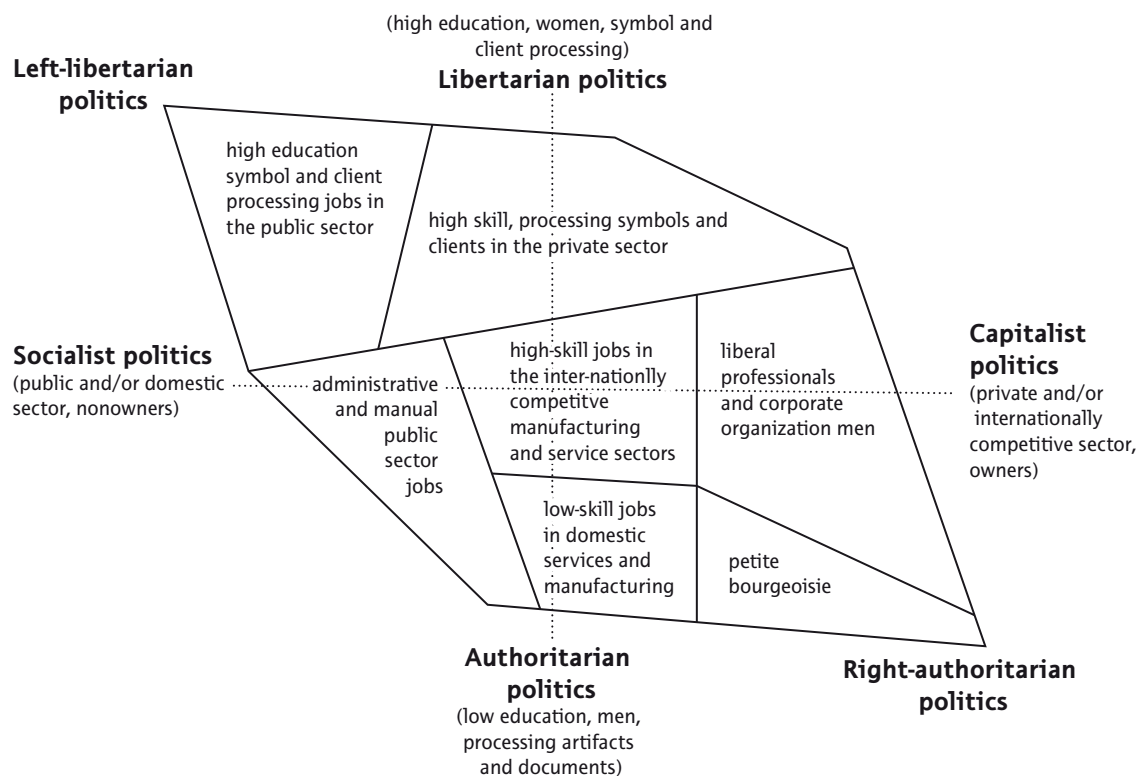 (high education, women, symbol and
client processing)
Libertarian politics
Left-libertarian
politics
high education
symbol and client
processing jobs in
the public sector
high skill, processing symbols and
clients in the private sector
Socialist politics
(public and/or domestic
sector, nonowners)
administrative
and manual
public
sector
jobs
high-skill jobs in
the inter-nationlly
competitve
manufacturing
and service sectors
liberal
professionals
and corporate
organization men
Capitalist
politics
(private and/or
internationally
competitive sector,
owners)
low-skill jobs
in domestic
services and
manufacturing
petite
bourgeoisie
Authoritarian
politics
(low education, men,
processing artifacts
and documents)
Right-authoritarian
politics